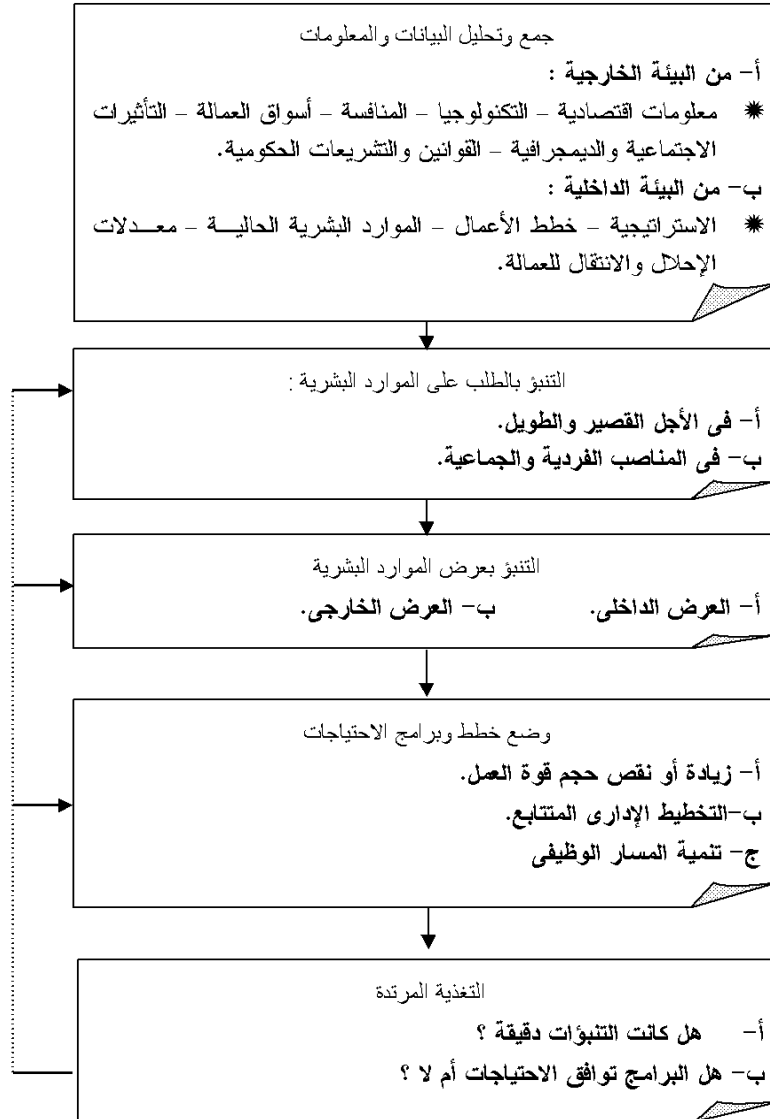 جمع وتحليل البيانات والمعلومات
أ– من البيئة الخارجية :
معلومات اقتصادية – التكنولوجيا – المنافسة – أسواق العمالة – التأثيرات
الاجتماعية والديمجرافية – القوانين والتشريعات الحكومية.
ب– من البيئة الداخلية :
الاستراتيجية – خطط الأعمال – الموارد البشرية الحاليـــة – معـــدلات
الإحلال والانتقال للعمالة.
التنبؤ بالطلب على الموارد البشرية :
أ– فى الأجل القصير والطويل.
ب– فى المناصب الفردية والجماعية.
التنبؤ بعرض الموارد البشرية
أ– العرض الداخلى. ب– العرض الخارجى.
وضع خطط وبرامج الاحتياجات
أ– زيادة أو نقص حجم قوة العمل.
ب–التخطيط الإدارى المتتابع.
ج– تنمية المسار الوظيفى
التغذية المرتدة
أ– هل كانت التنبؤات دقيقة ؟
ب– هل البرامج توافق الاحتياجات أم لا ؟